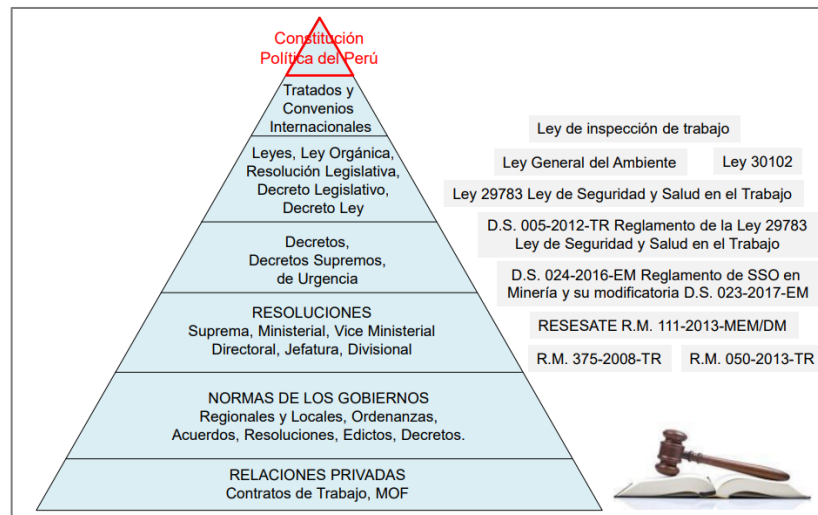 Constitución
Política del Perú
Tratados y
Convenios
Internacionales
Leyes, Ley Orgánica,
Resolución Legislativa,
Decreto Legislativo,
Decreto Ley
Decretos,
Decretos Supremos,
de Urgencia
RESOLUCIONES
Suprema, Ministerial, Vice Ministerial
Directoral, Jefatura, Divisional
NORMAS DE LOS GOBIERNOS
Regionales y Locales, Ordenanzas,
Acuerdos, Resoluciones, Edictos, Decretos.
RELACIONES PRIVADAS
Contratos de Trabajo, MOF
Ley de inspección de trabajo
Ley General del Ambiente
Ley 30102
Ley 29783 Ley de Seguridad y Salud en el Trabajo
D.S. 005-2012-TR Reglamento de la Ley 29783
Ley de Seguridad y Salud en el Trabajo
D.S. 024-2016-EM Reglamento de SSO en
Minería y su modificatoria D.S. 023-2017-EM
RESESATE R.M. 111-2013-MEM/DM
R.M. 375-2008-TR
R.M. 050-2013-TR